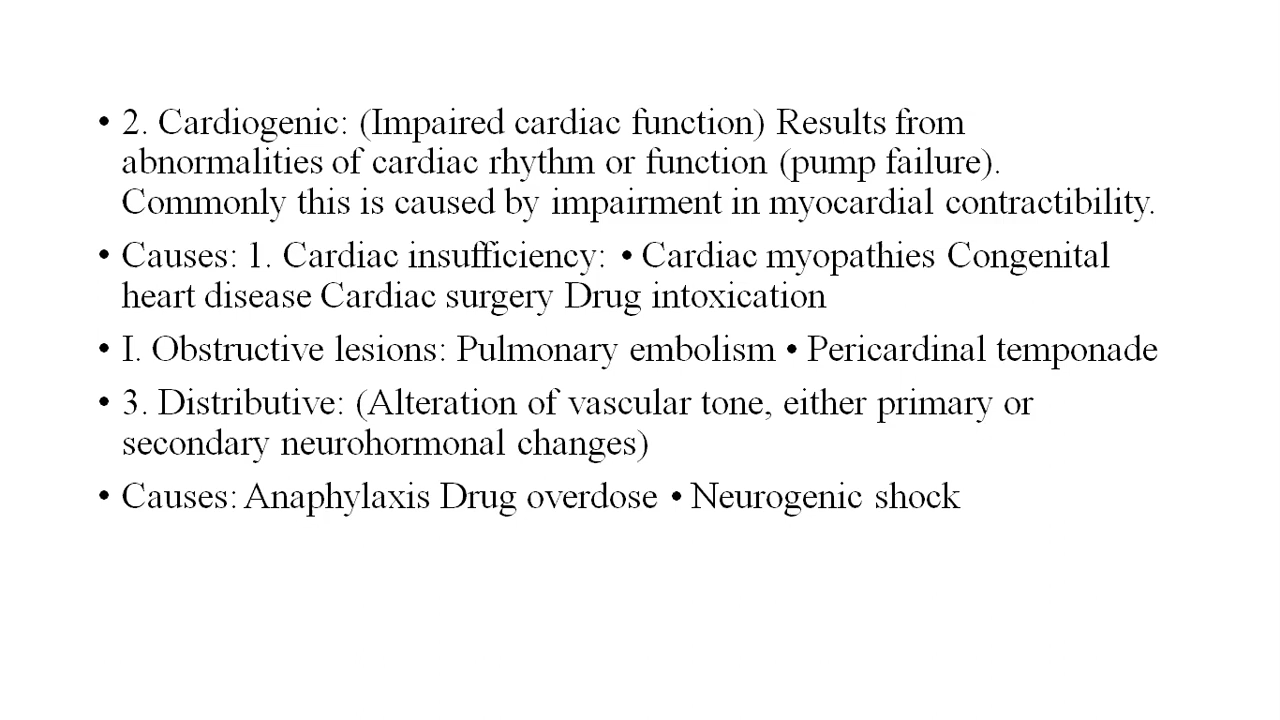 • 2. Cardiogenic: (Impaired cardiac function) Results from
abnormalities of cardiac rhythm or function (pump failure).
Commonly this is caused by impairment in myocardial contractibility.
• Causes: 1. Cardiac insufficiency: • Cardiac myopathies Congenital
heart disease Cardiac surgery Drug intoxication
• I. Obstructive lesions: Pulmonary embolism • Pericardinal temponade
• 3. Distributive: (Alteration of vascular tone, either primary or
secondary neurohormonal changes)
• Causes: Anaphylaxis Drug overdose • Neurogenic shock